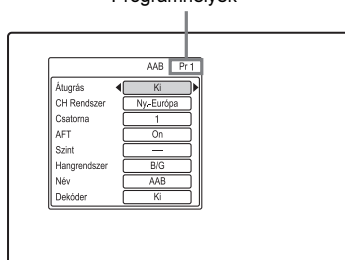 Programhelyek
AAB Pr 1
Átugrás Ki
CH Rendszer Ny.-Európa
Csatorna 1
AFT On
Szint —
Hangrendszer B/G
Név AAB
Dekóder Ki